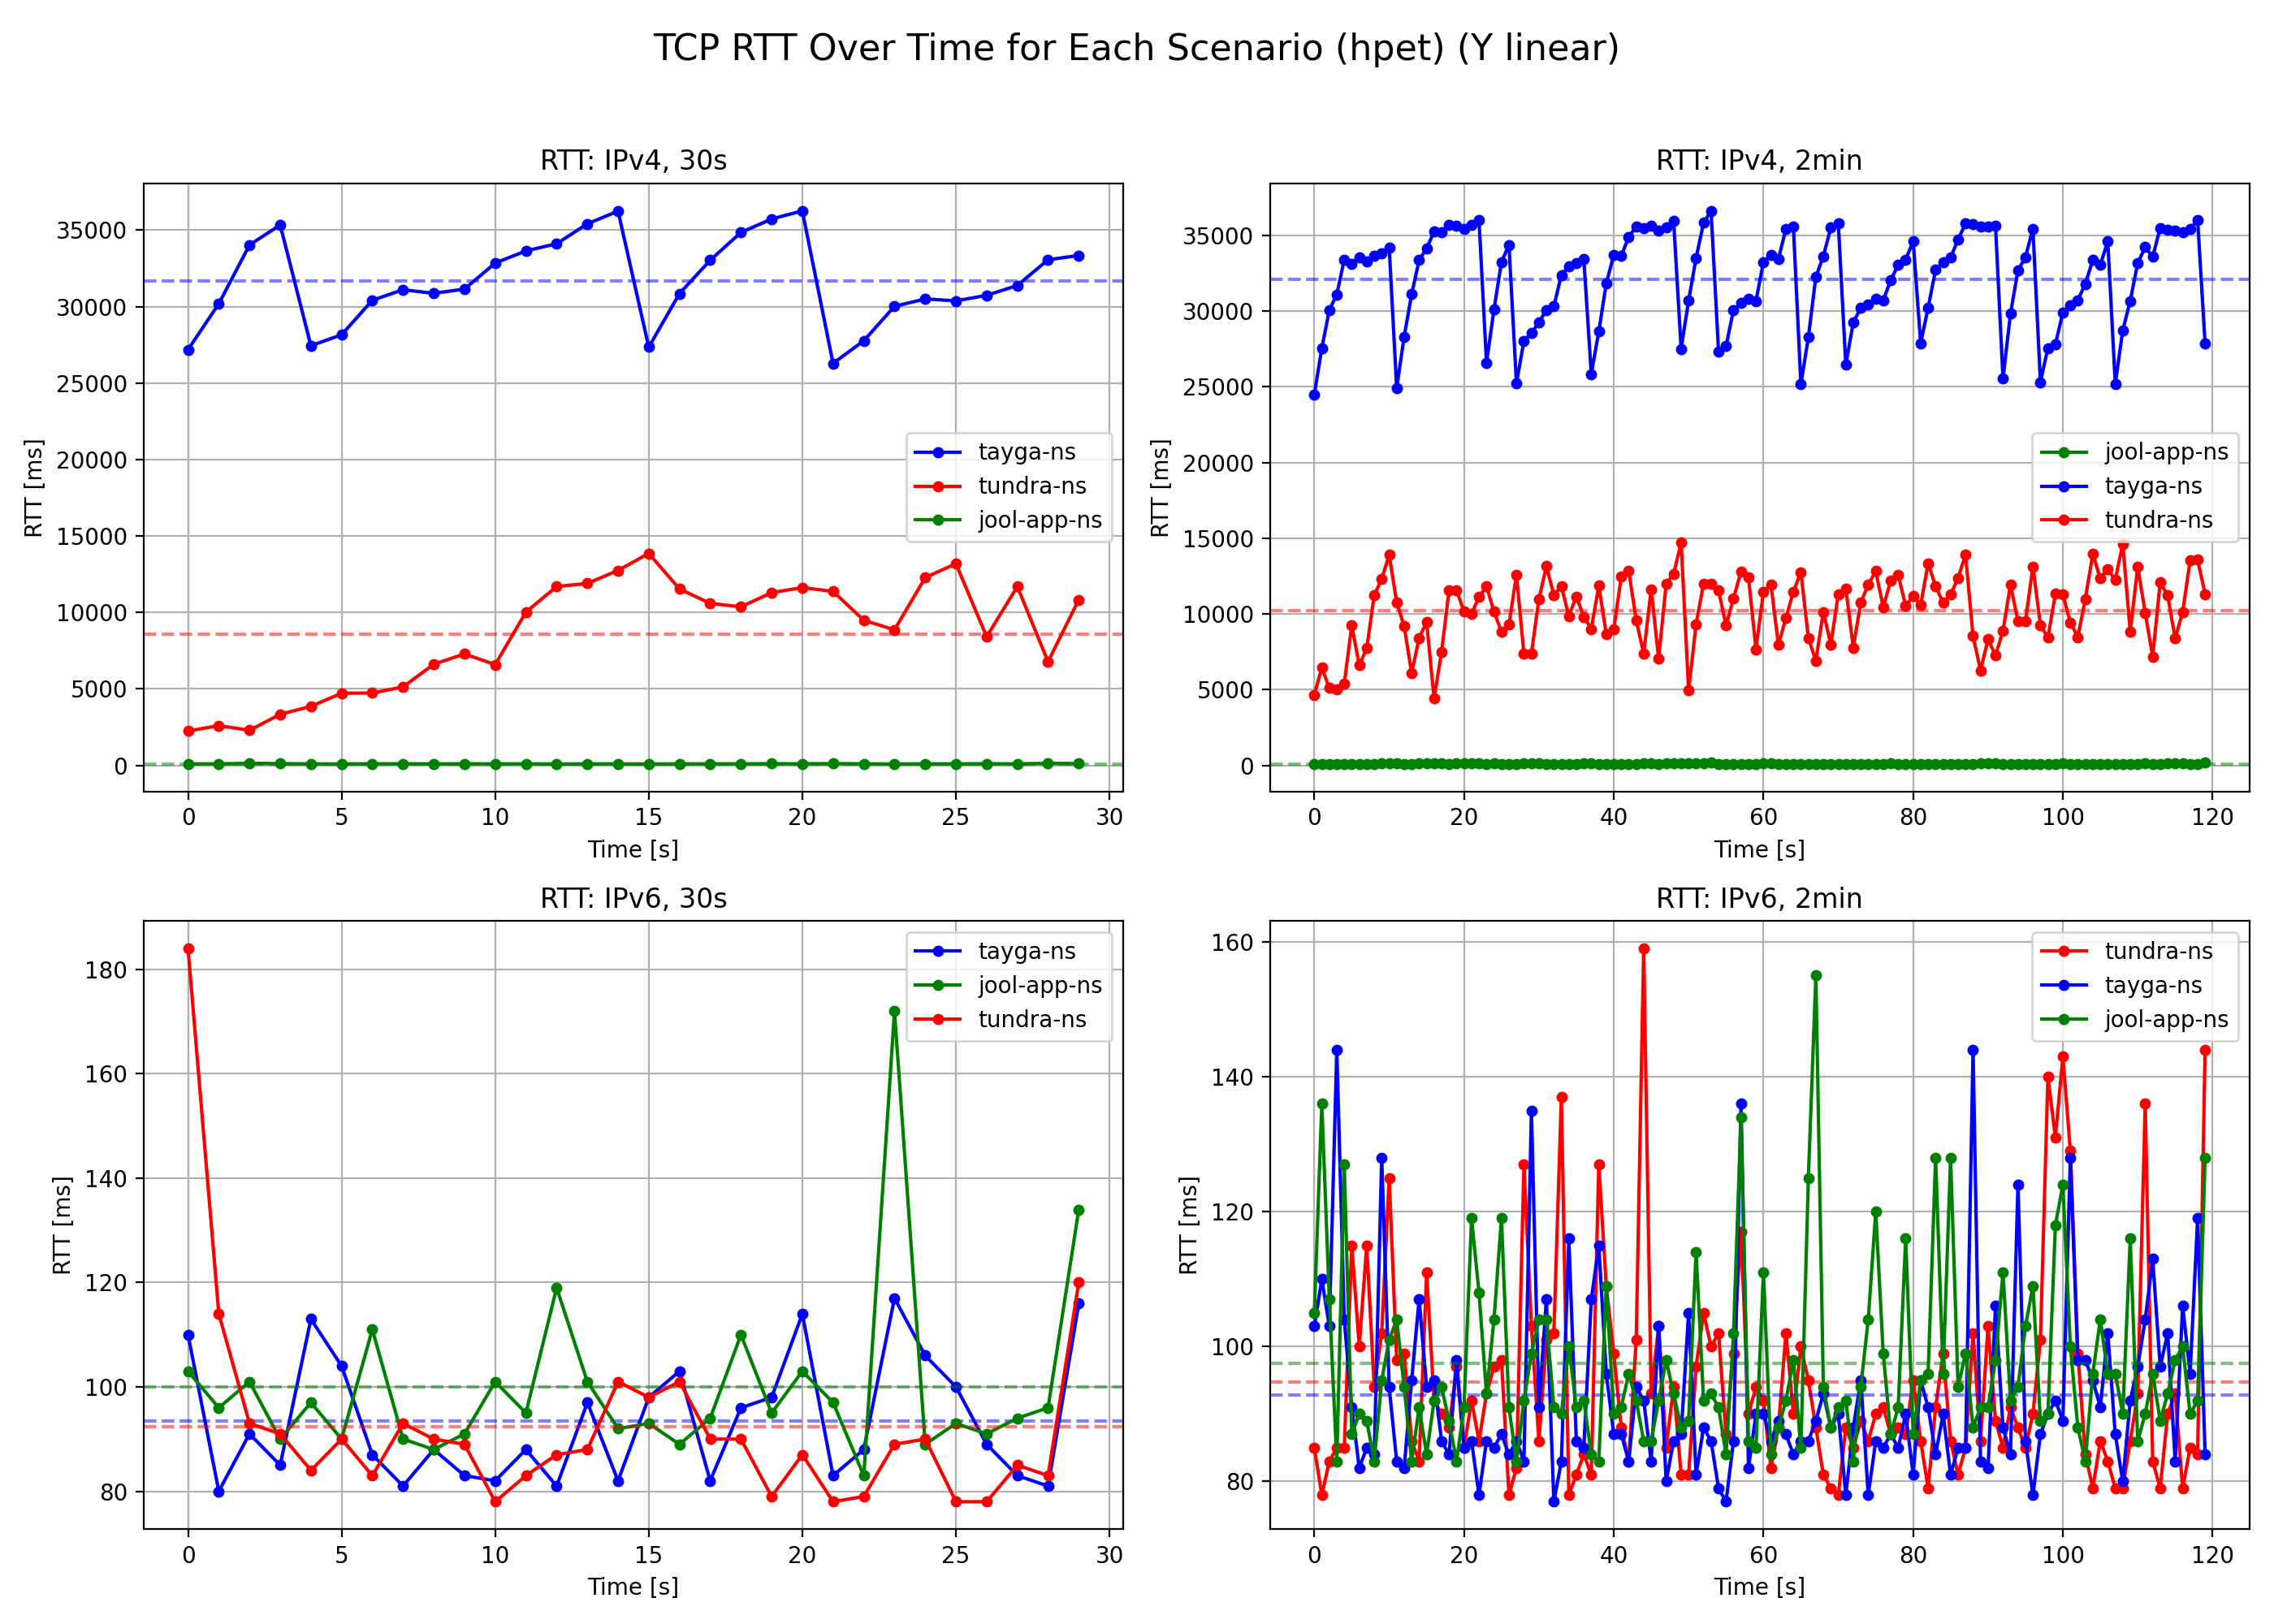 TCP RTT Over Time for Each Scenario (hpet) (Y linear)
RTT: IPv4, 30s
RTT [ms]
35000
30000
25000
20000
15000
10000
5000
0
tayga-ns
tundra-ns
jool-app-ns
0 5 10 15 20 25 30
Time [s]
RTT: IPv4, 2min
RTT [ms]
35000
30000
25000
20000
15000
10000
5000
0
jool-app-ns
tayga-ns
tundra-ns
0 20 40 60 80 100 120
Time [s]
RTT: IPv6, 30s
RTT [ms]
180
160
140
120
100
80
tayga-ns
jool-app-ns
tundra-ns
0 5 10 15 20 25 30
Time [s]
RTT: IPv6, 2min
RTT [ms]
160
140
120
100
80
tundra-ns
tayga-ns
jool-app-ns
0 20 40 60 80 100 120
Time [s]